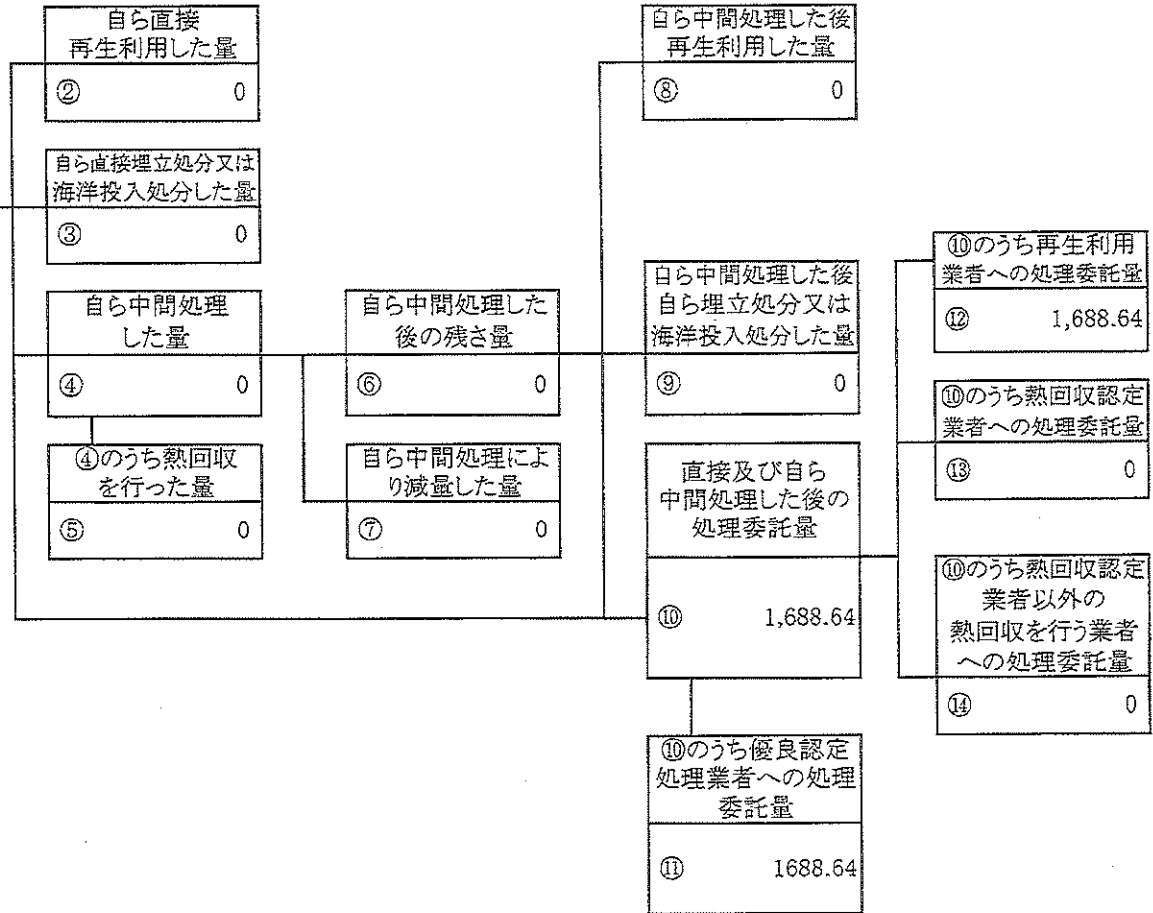 自ら直接
再生利用した量
② 0
自ら直接埋立処分又は
海洋投入処分した量
③ 0
自ら中間処理
した量
④ 0
④のうち熱回収
を行った量
⑤ 0
自ら中間処理した
後の残さ量
⑥ 0
自ら中間処理によ
り減量した量
⑦ 0
自ら中間処理した後
再生利用した量
⑧ 0
自ら中間処理した後
自ら埋立処分又は
海洋投入処分した量
⑨ 0
直接及び自ら
中間処理した後の
処理委託量
⑩ 1,688.64
⑩のうち優良認定
処理業者への処理
委託量
⑪ 1688.64
⑩のうち再生利用
業者への処理委託量
⑫ 1,688.64
⑩のうち熱回収認定
業者への処理委託量
⑬ 0
⑩のうち熱回収認定
業者以外の
熱回収を行う業者
への処理委託量
⑭ 0